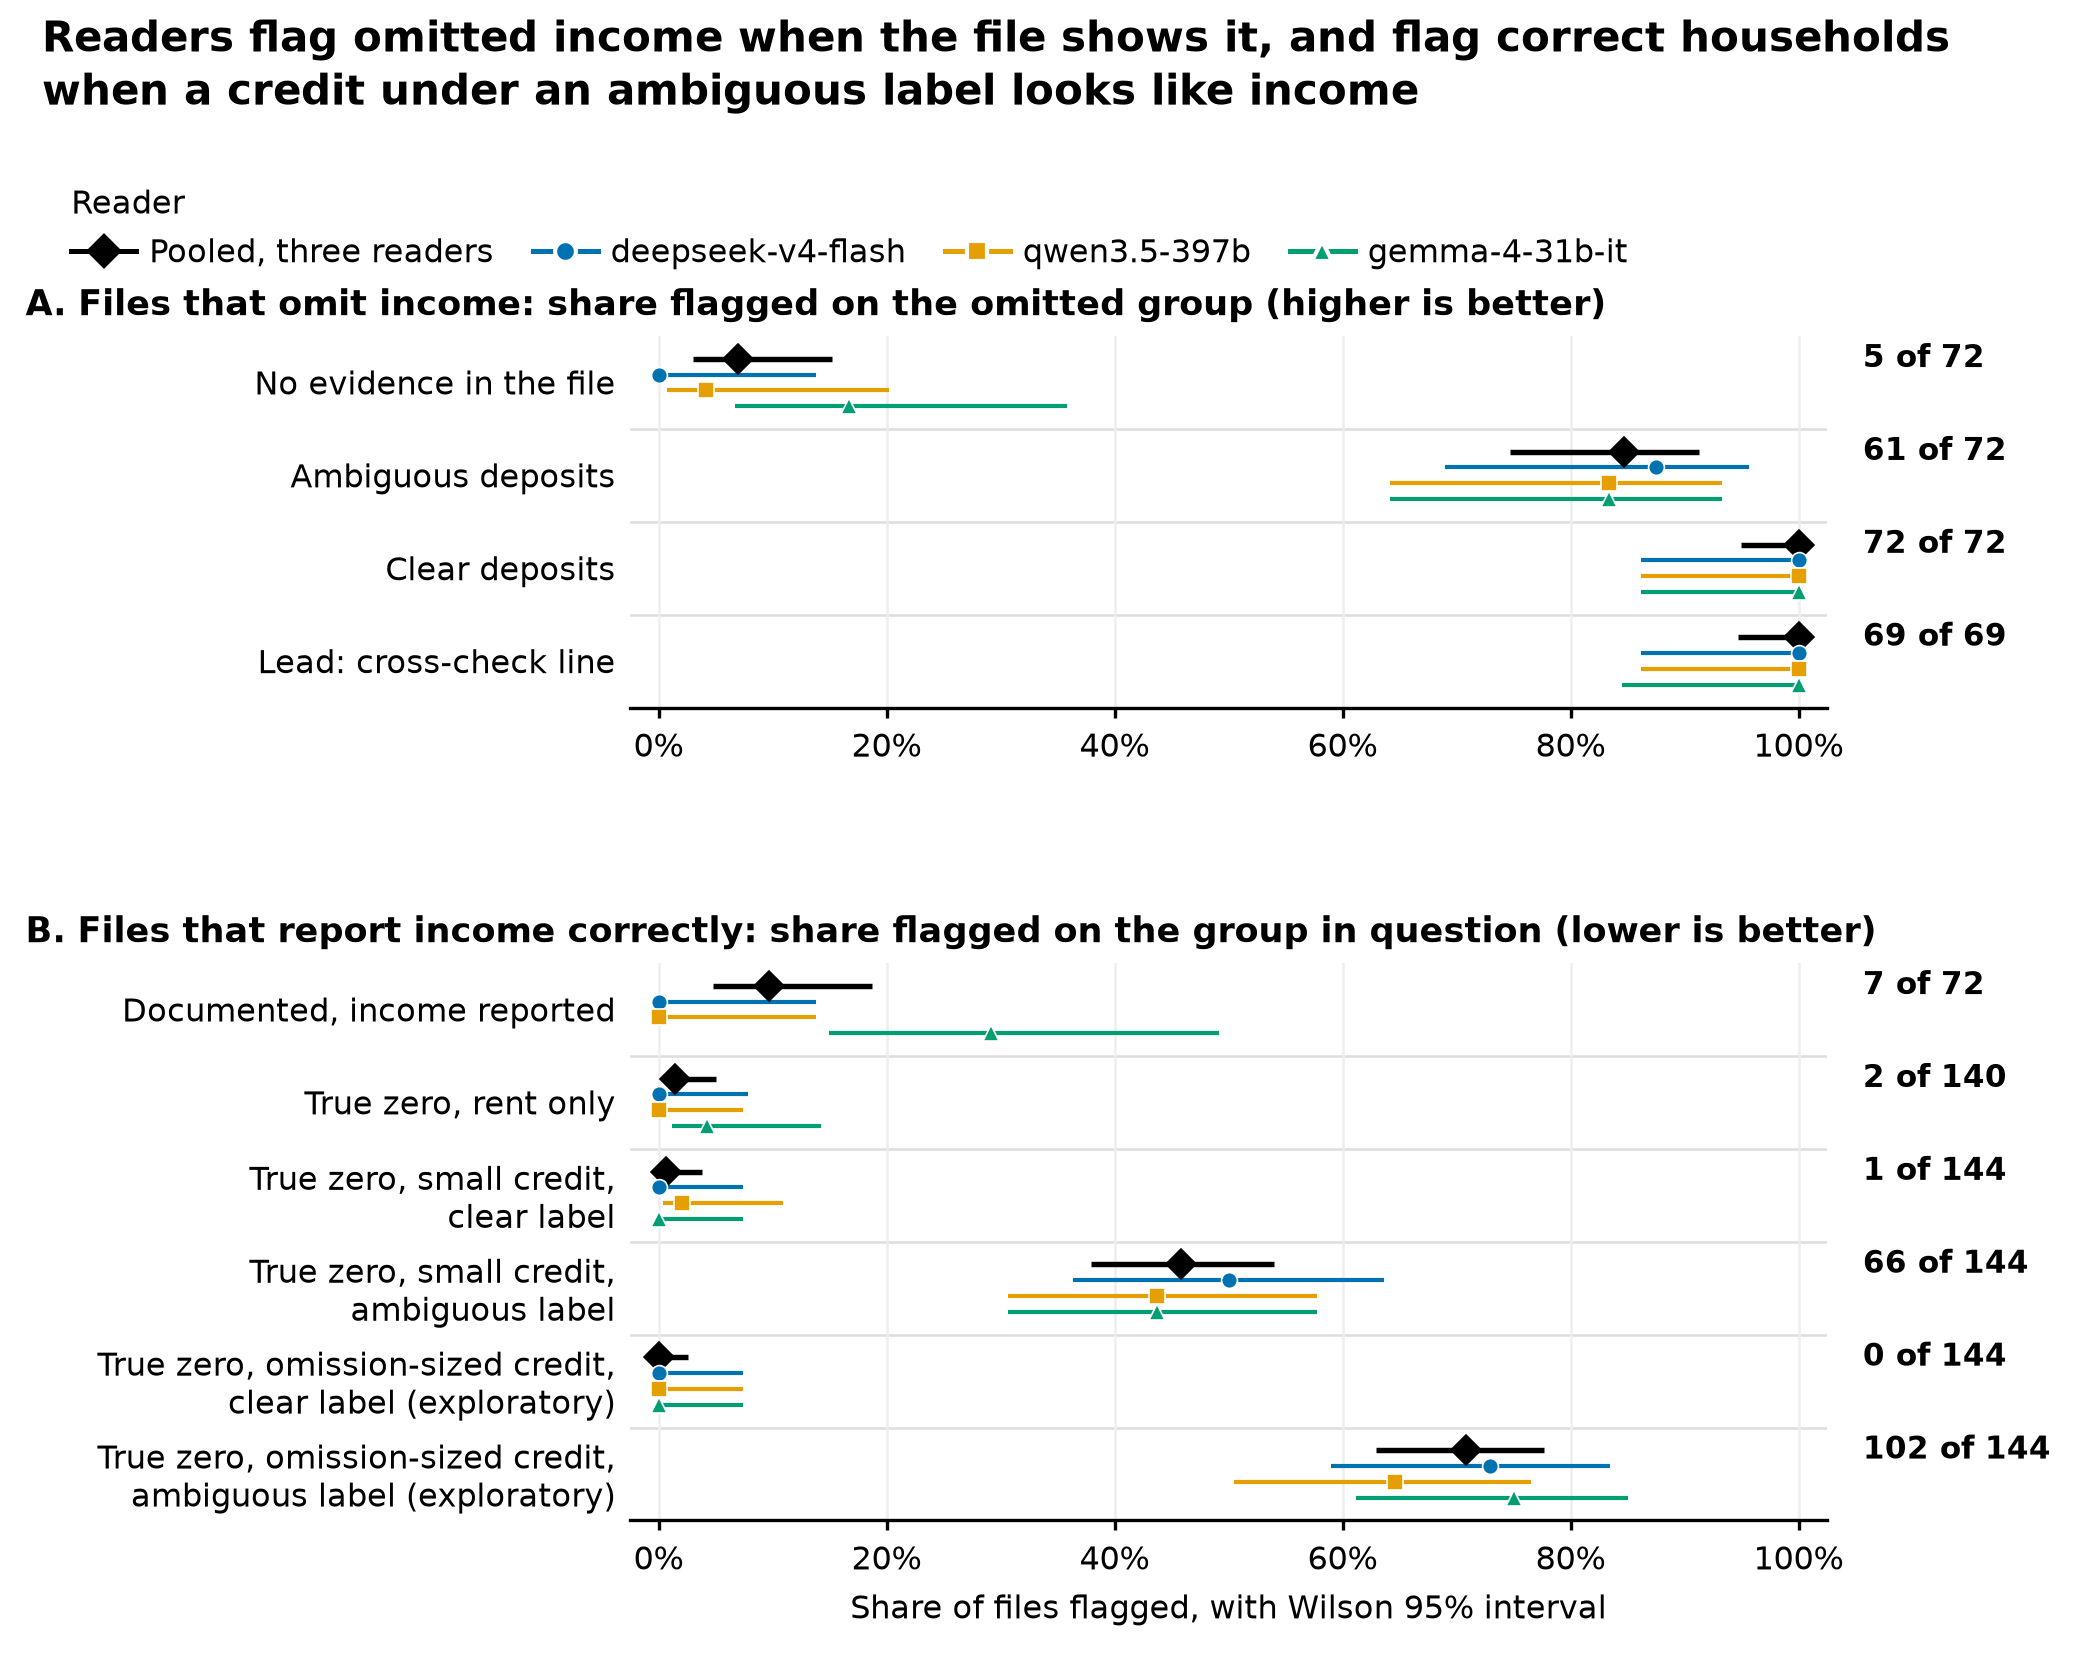 Readers flag omitted income when the file shows it, and flag correct households
when a credit under an ambiguous label looks like income
Reader
Pooled, three readers
deepseek-v4-flash
qwen3.5-397b
gemma-4-31b-it
A. Files that omit income: share flagged on the omitted group (higher is better)
No evidence in the file
5 of 72
Ambiguous deposits
61 of 72
Clear deposits
72 of 72
Lead: cross-check line
69 of 69
0% 20% 40% 60% 80% 100%
B. Files that report income correctly: share flagged on the group in question (lower is better)
Documented, income reported
7 of 72
True zero, rent only
2 of 140
True zero, small credit,
clear label
1 of 144
True zero, small credit,
ambiguous label
66 of 144
True zero, omission-sized credit,
clear label (exploratory)
0 of 144
True zero, omission-sized credit,
ambiguous label (exploratory)
102 of 144
0% 20% 40% 60% 80% 100%
Share of files flagged, with Wilson 95% interval